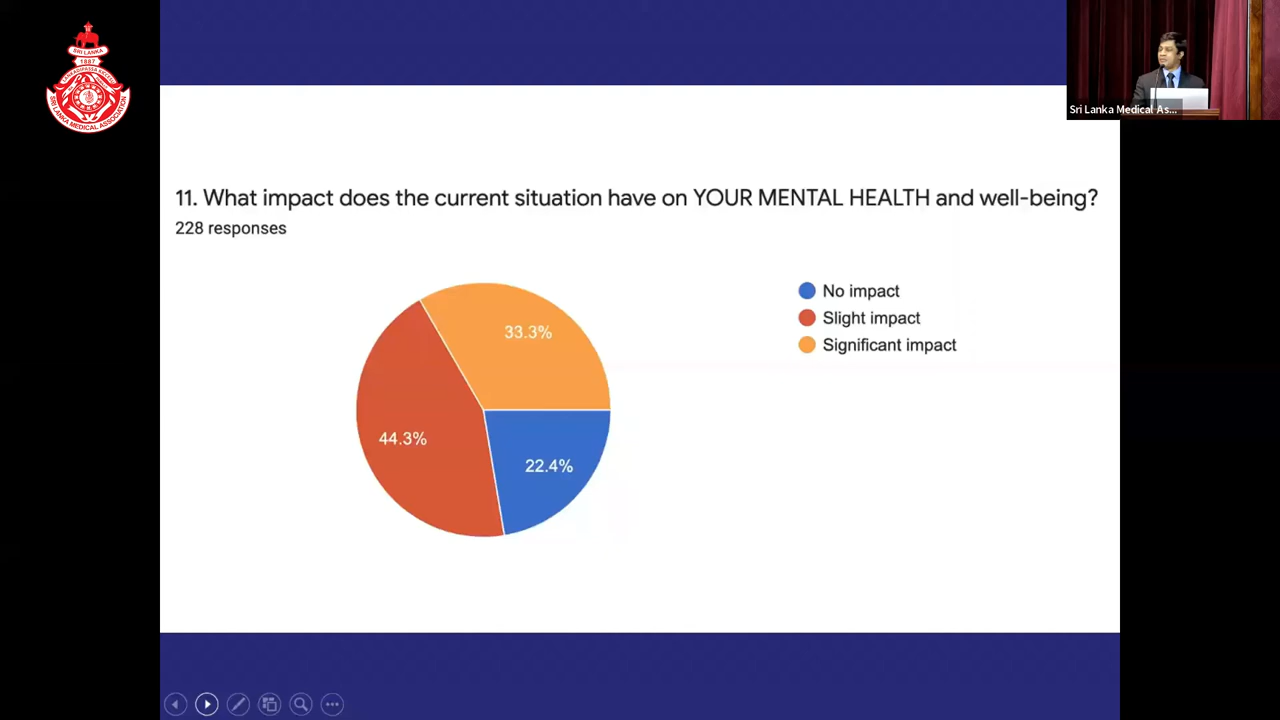 SRI LANKA
1887
SRI LANKA MEDICAL ASSOCIATION
Sri Lanka Medical As...
11. What impact does the current situation have on YOUR MENTAL HEALTH and well-being?
228 responses
No impact
Slight impact
Significant impact
33.3%
44.3%
22.4%